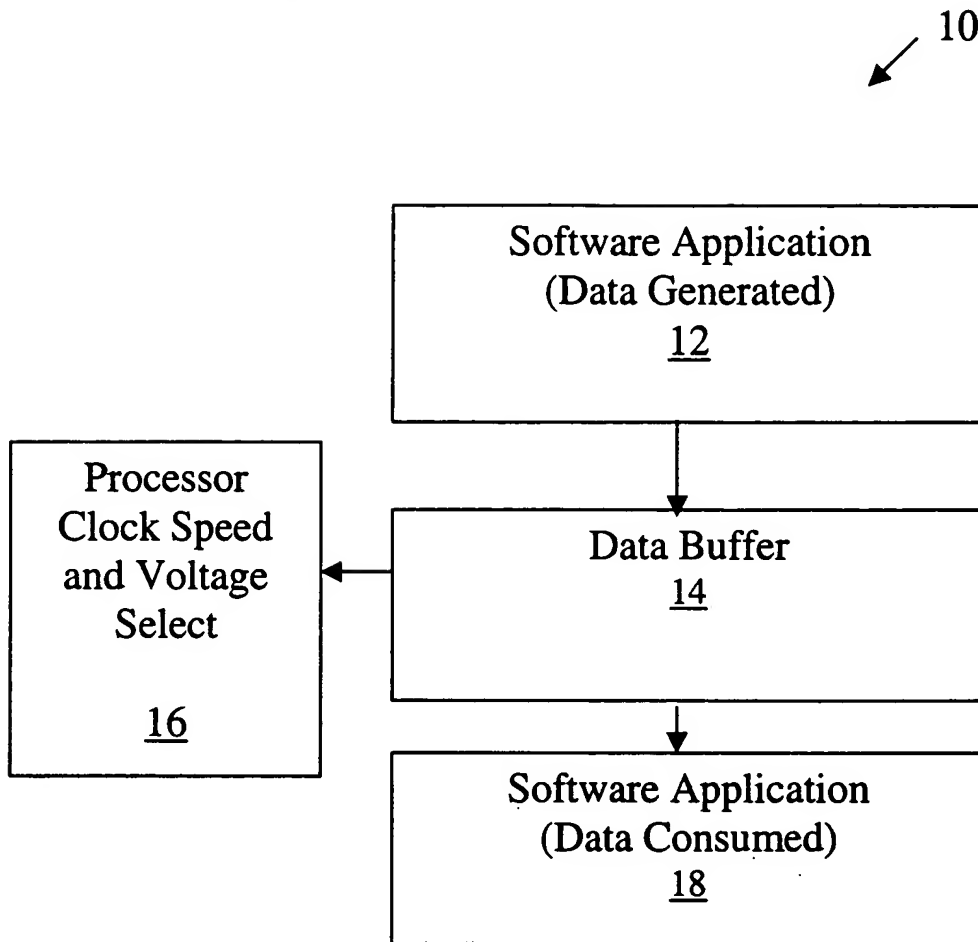 10
Software Application
(Data Generated)
12
Processor
Clock Speed
and Voltage
Select
16
Data Buffer
14
Software Application
(Data Consumed)
18